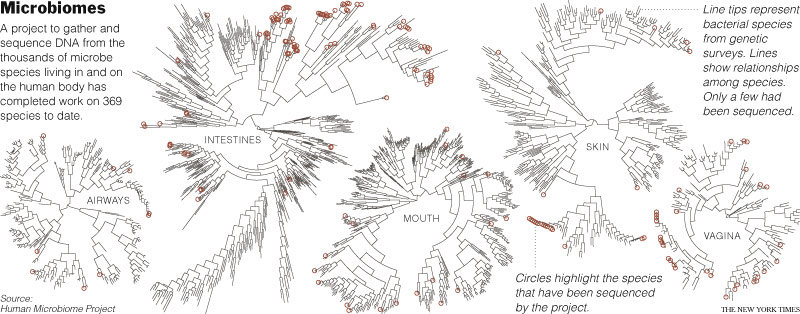 Microbiomes
A project to gather and
sequence DNA from the
thousands of microbe
species living in and on
the human body has
completed work on 369
species to date.
Line tips represent
bacterial species
from genetic
surveys. Lines
show relationships
among species.
Only a few had
been sequenced.
INTESTINES
SKIN
AIRWAYS
MOUTH
VAGINA
Circles highlight the species
that have been sequenced
by the project.
Source:
Human Microbiome Project
THE NEW YORK TIMES